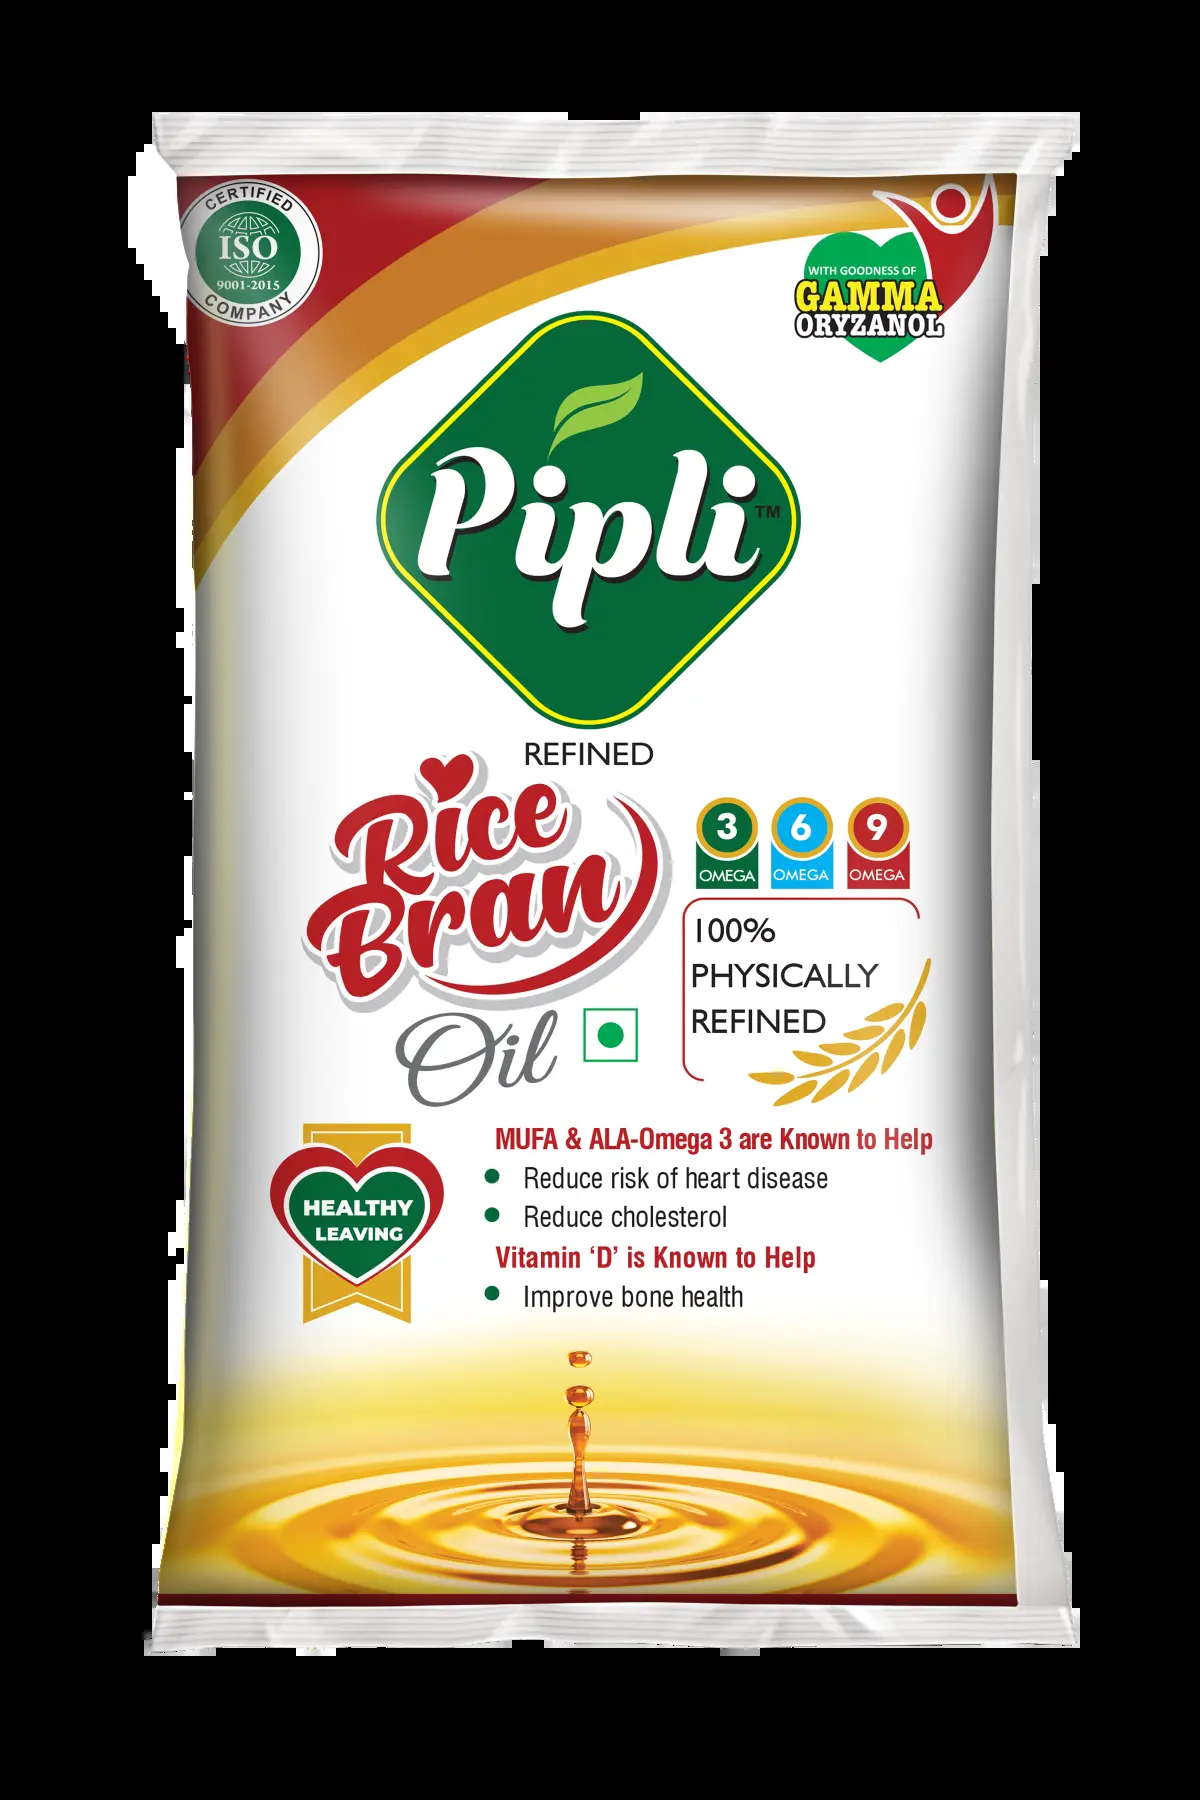 CERTIFIED
ISO
9001-2015
COMPANY
WITH GOODNESS OF
GAMMA
ORYZANOL
Pipli™
REFINED
Rice
Bran
Oil
3 6 9
OMEGA OMEGA OMEGA
100%
PHYSICALLY
REFINED
HEALTHY
LEAVING
MUFA & ALA-Omega 3 are Known to Help
Reduce risk of heart disease
Reduce cholesterol
Vitamin ‘D’ is Known to Help
Improve bone health